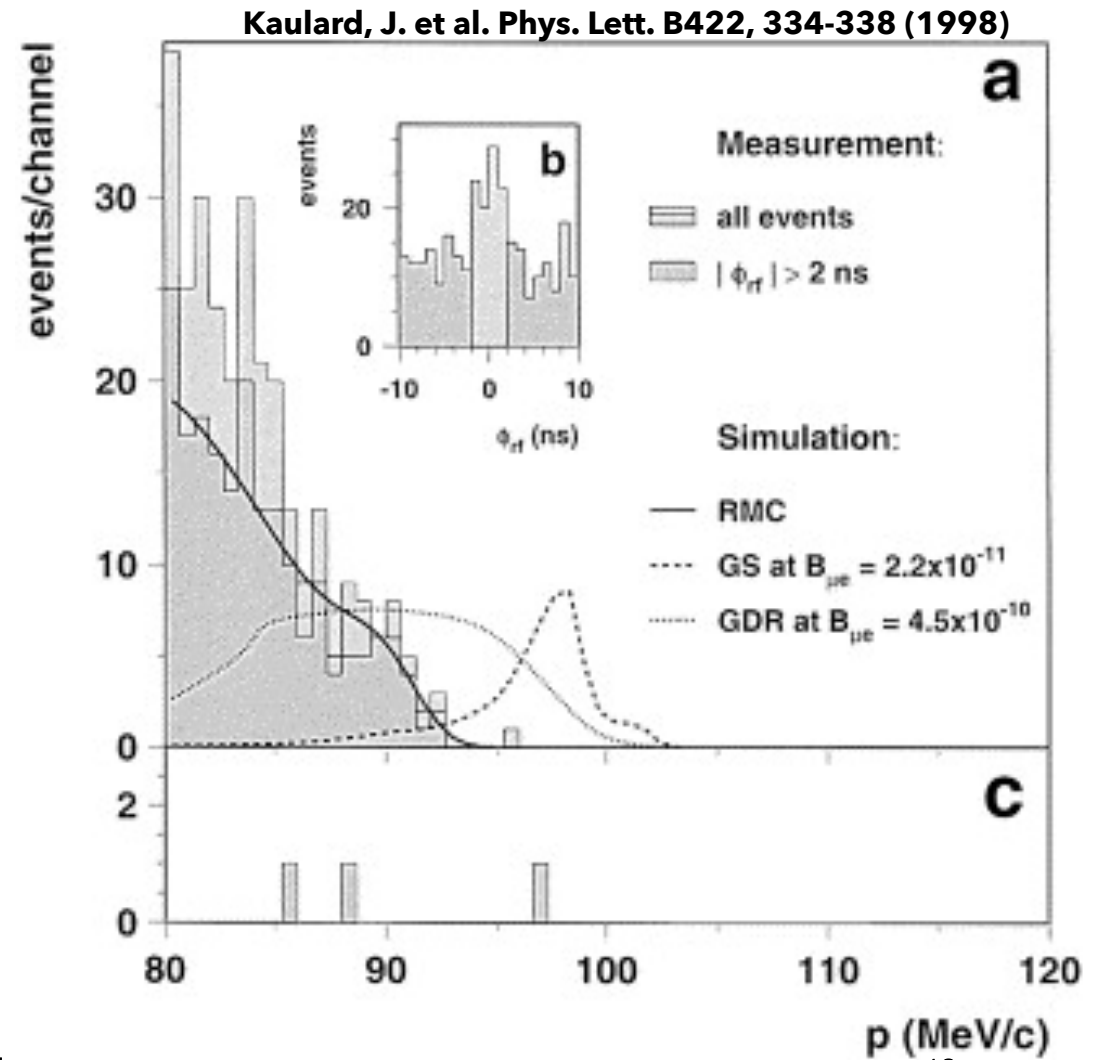 Kaulard, J. et al. Phys. Lett. B422, 334-338 (1998)
events/channel
a
30
20
10
0
Measurement:
all events
| ϕrf | > 2 ns
b
events
20
0
-10 0 10
ϕrf (ns)
Simulation:
RMC
GS at Bμe = 2.2x10⁻¹¹
GDR at Bμe = 4.5x10⁻¹⁰
c
2
0
80 90 100 110 120
p (MeV/c)